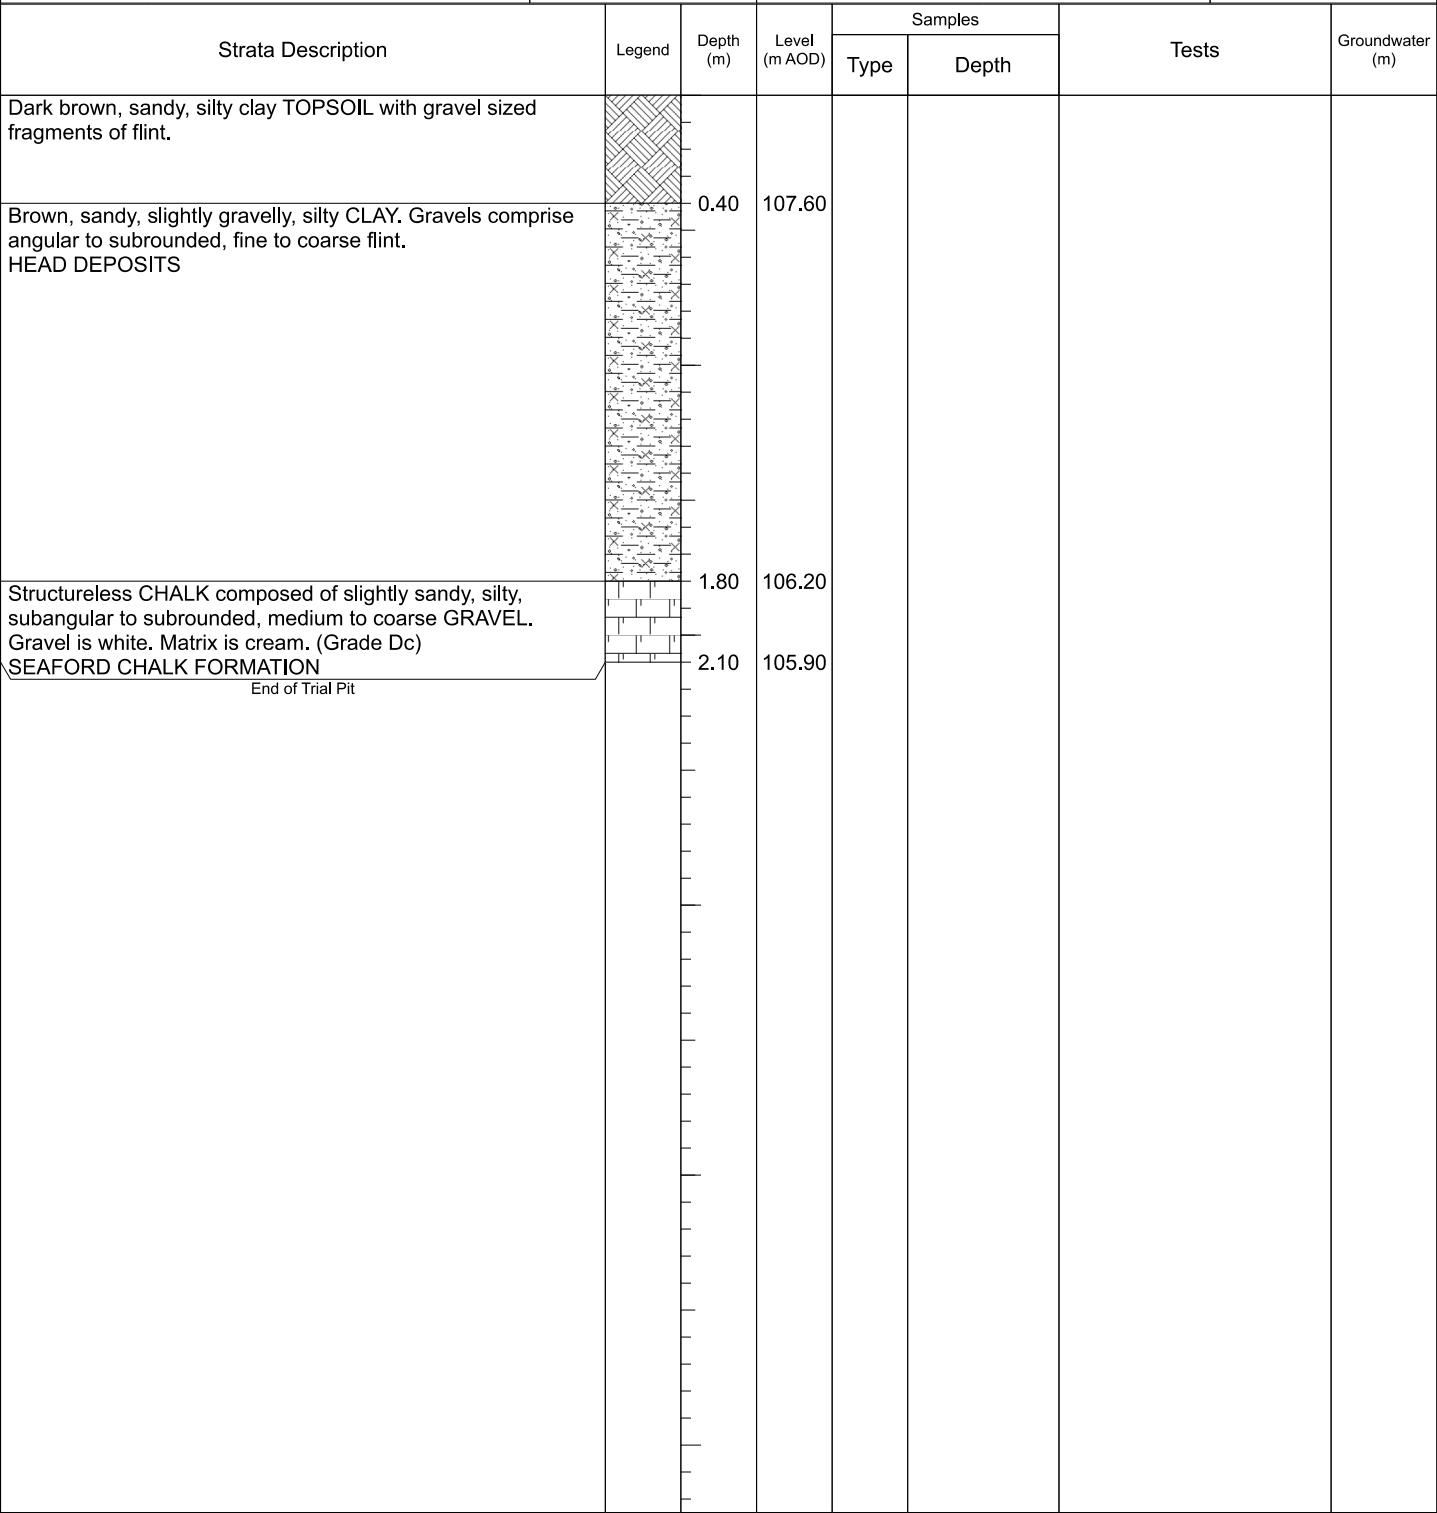 Strata Description
Legend
Depth
(m)
Level
(m AOD)
Samples
Type
Depth
Tests
Groundwater
(m)
Dark brown, sandy, silty clay TOPSOIL with gravel sized
fragments of flint.
0.40
107.60
Brown, sandy, slightly gravelly, silty CLAY. Gravels comprise
angular to subrounded, fine to coarse flint.
HEAD DEPOSITS
1.80
106.20
Structureless CHALK composed of slightly sandy, silty,
subangular to subrounded, medium to coarse GRAVEL.
Gravel is white. Matrix is cream. (Grade Dc)
SEAFORD CHALK FORMATION
2.10
105.90
End of Trial Pit